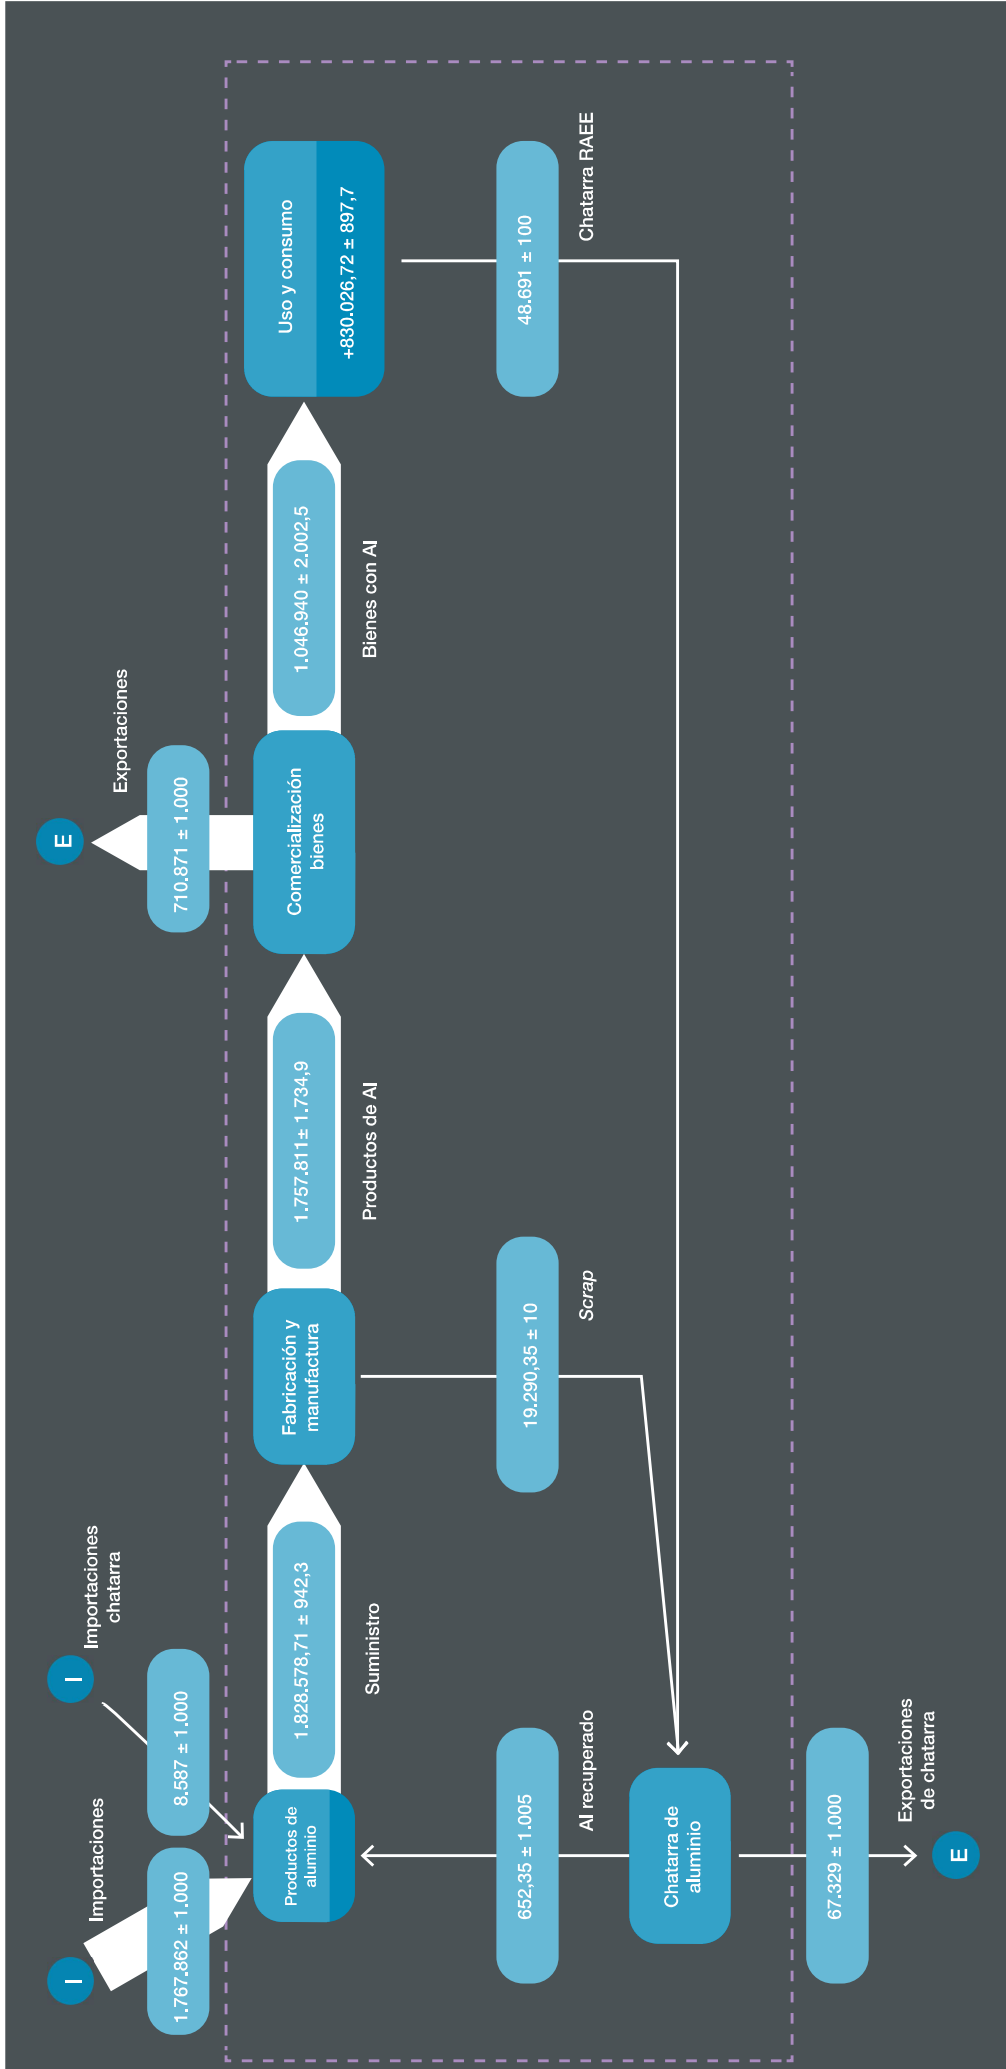 Importaciones
I
1.767.862 ± 1.000
Importaciones
chatarra
I
8.587 ± 1.000
Productos de
aluminio
1.828.578,71 ± 942,3
Suministro
Fabricación y
manufactura
1.757.811± 1.734,9
Productos de Al
Comercialización
bienes
E
Exportaciones
710.871 ± 1.000
1.046.940 ± 2.002,5
Bienes con Al
Uso y consumo
+830.026,72 ± 897,7
652,35 ± 1.005
Al recuperado
19.290,35 ± 10
Scrap
48.691 ± 100
Chatarra RAEE
Chatarra de
aluminio
67.329 ± 1.000
Exportaciones
de chatarra
E